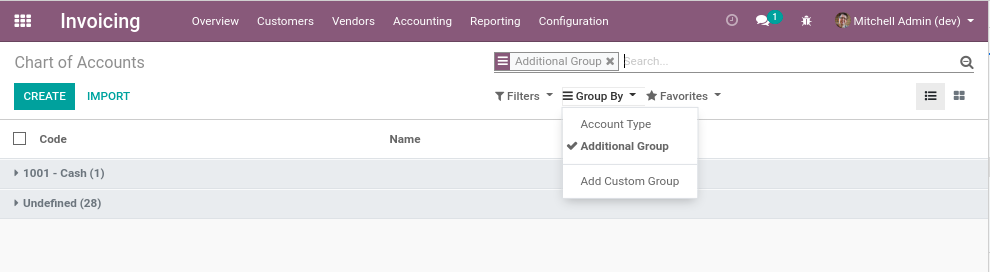 Invoicing Overview Customers Vendors Accounting Reporting Configuration 1 Mitchell Admin (dev)
Chart of Accounts Additional Group Search...
CREATE IMPORT Filters Group By Favorites
Account Type
Code Name
Additional Group
1001 - Cash (1)
Add Custom Group
Undefined (28)